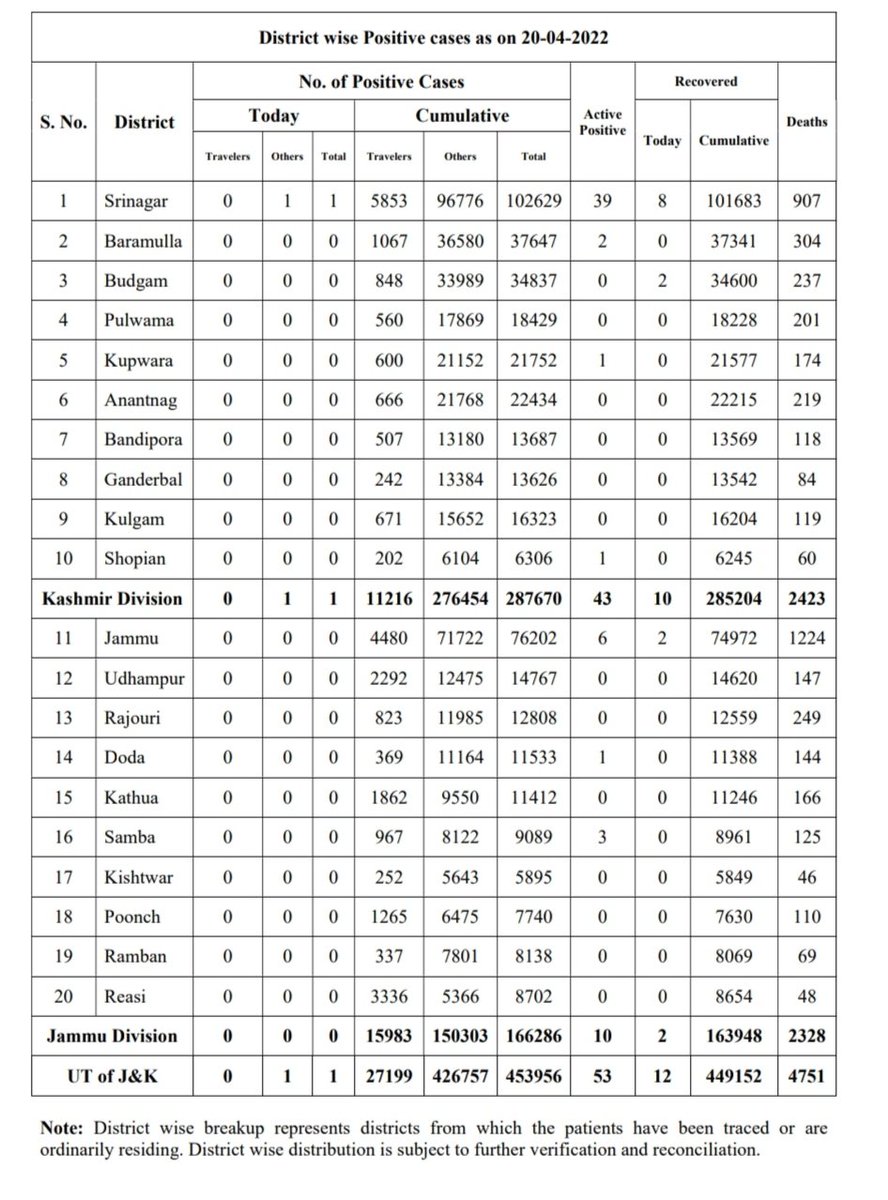 District wise Positive cases as on 20-04-2022
S. No. District No. of Positive Cases Active Positive Recovered Deaths
Today Cumulative Today Cumulative
Travelers Others Total Travelers Others Total
1 Srinagar 0 1 1 5853 96776 102629 39 8 101683 907
2 Baramulla 0 0 0 1067 36580 37647 2 0 37341 304
3 Budgam 0 0 0 848 33989 34837 0 2 34600 237
4 Pulwama 0 0 0 560 17869 18429 0 0 18228 201
5 Kupwara 0 0 0 600 21152 21752 1 0 21577 174
6 Anantnag 0 0 0 666 21768 22434 0 0 22215 219
7 Bandipora 0 0 0 507 13180 13687 0 0 13569 118
8 Ganderbal 0 0 0 242 13384 13626 0 0 13542 84
9 Kulgam 0 0 0 671 15652 16323 0 0 16204 119
10 Shopian 0 0 0 202 6104 6306 1 0 6245 60
Kashmir Division 0 1 1 11216 276454 287670 43 10 285204 2423
11 Jammu 0 0 0 4480 71722 76202 6 2 74972 1224
12 Udhampur 0 0 0 2292 12475 14767 0 0 14620 147
13 Rajouri 0 0 0 823 11985 12808 0 0 12559 249
14 Doda 0 0 0 369 11164 11533 1 0 11388 144
15 Kathua 0 0 0 1862 9550 11412 0 0 11246 166
16 Samba 0 0 0 967 8122 9089 3 0 8961 125
17 Kishtwar 0 0 0 252 5643 5895 0 0 5849 46
18 Poonch 0 0 0 1265 6475 7740 0 0 7630 110
19 Ramban 0 0 0 337 7801 8138 0 0 8069 69
20 Reasi 0 0 0 3336 5366 8702 0 0 8654 48
Jammu Division 0 0 0 15983 150303 166286 10 2 163948 2328
UT of J&K 0 1 1 27199 426757 453956 53 12 449152 4751
Note: District wise breakup represents districts from which the patients have been traced or are
ordinarily residing. District wise distribution is subject to further verification and reconciliation.